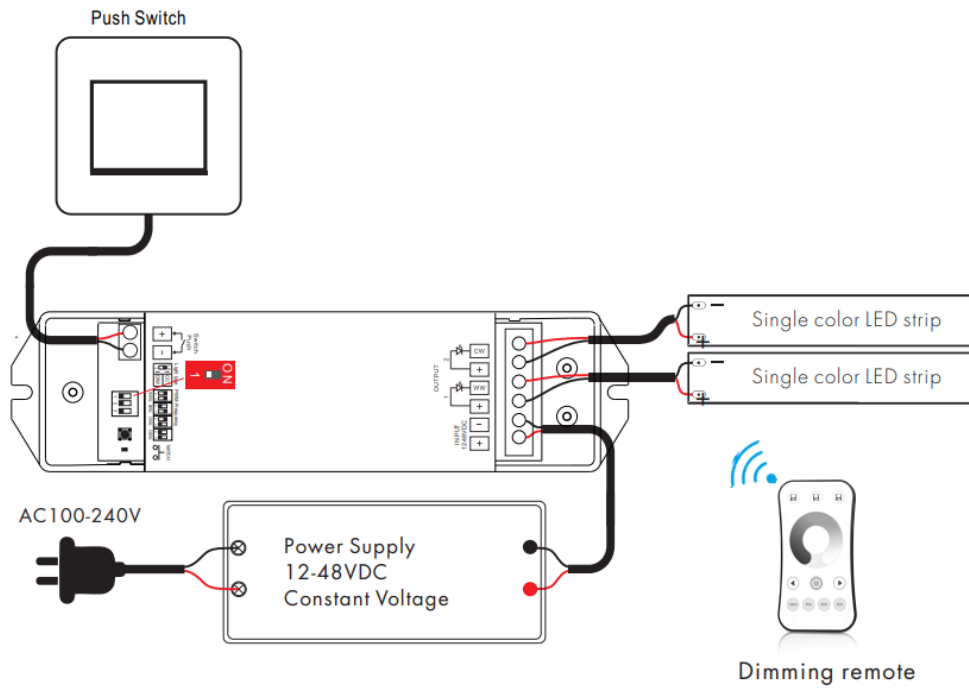 Push Switch
Switch
Push
+
−
ON
1
2
CW
+
OUTPUT
1
WW
+
−
+
INPUT
12-48VDC
−
Single color LED strip
+
−
Single color LED strip
+
AC100-240V
Power Supply
12-48VDC
Constant Voltage
Dimming remote